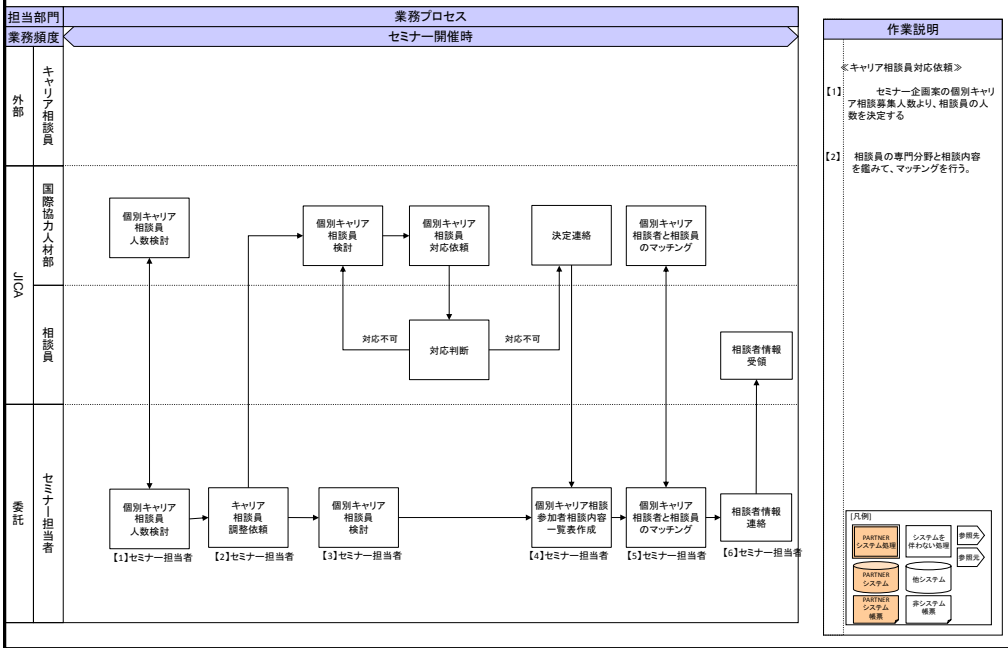 担当部門
業務プロセス
業務頻度
セミナー開催時
外部
キャリア相談員
JICA
国際協力人材部
相談員
委託
セミナー担当者
個別キャリア
相談員
人数検討
個別キャリア
相談員
検討
個別キャリア
相談員
対応依頼
決定連絡
個別キャリア
相談者と相談員
のマッチング
対応不可
対応判断
対応不可
相談者情報
受領
個別キャリア
相談員
人数検討
【1】セミナー担当者
キャリア
相談員
調整依頼
【2】セミナー担当者
個別キャリア
相談員
検討
【3】セミナー担当者
個別キャリア相談
参加者相談内容
一覧表作成
【4】セミナー担当者
個別キャリア
相談者と相談員
のマッチング
【5】セミナー担当者
相談者情報
連絡
【6】セミナー担当者
作業説明
≪キャリア相談員対応依頼≫
【1】 セミナー企画案の個別キャリ
ア相談募集人数より、相談員の人
数を決定する
【2】 相談員の専門分野と相談内容
を鑑みて、マッチングを行う。
[凡例]
PARTNER
システム処理
システムを
伴わない処理
参照先
参照元
PARTNER
システム
他システム
PARTNER
システム
帳票
非システム
帳票